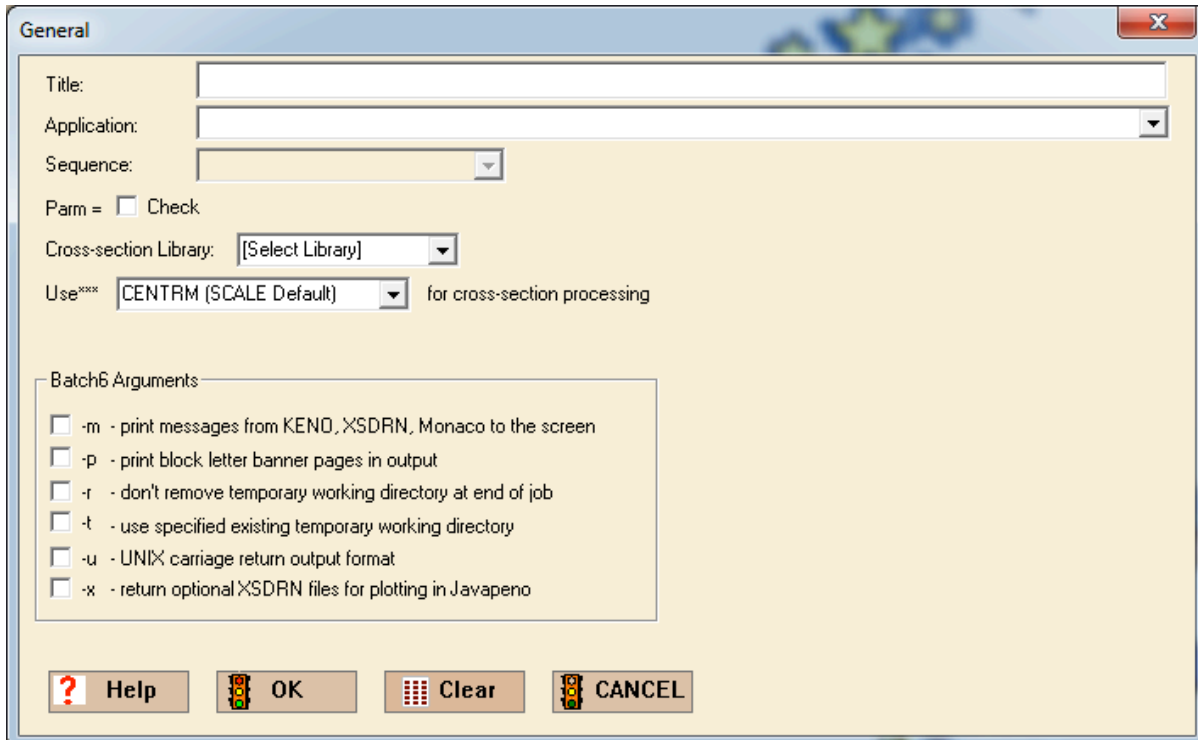 General
Title:
Application:
Sequence:
Parm = Check
Cross-section Library: [Select Library]
Use*** CENTRM (SCALE Default) for cross-section processing
Batch6 Arguments
-m - print messages from KENO, XSDRN, Monaco to the screen
-p - print block letter banner pages in output
-r - don't remove temporary working directory at end of job
-t - use specified existing temporary working directory
-u - UNIX carriage return output format
-x - return optional XSDRN files for plotting in Javapeno
? Help OK Clear CANCEL